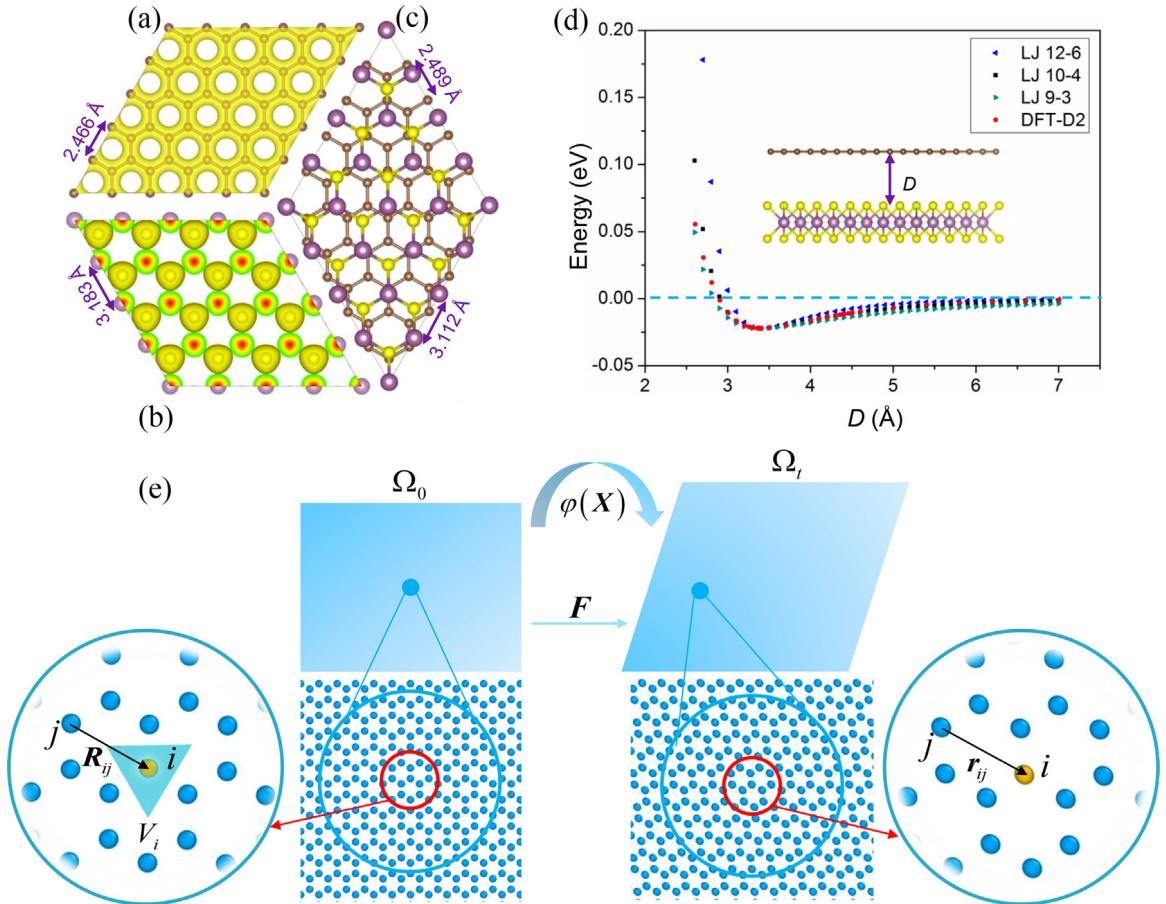 (a)
(c)
2.466 Å
2.489 Å
3.183 Å
3.112 Å
(b)
(d)
0.20
0.15
0.10
0.05
0.00
-0.05
Energy (eV)
LJ 12-6
LJ 10-4
LJ 9-3
DFT-D2
D
2
3
4
5
6
7
D (Å)
(e)
Ω0
φ(X)
Ωt
F
j
Rij
i
Vi
j
rij
i